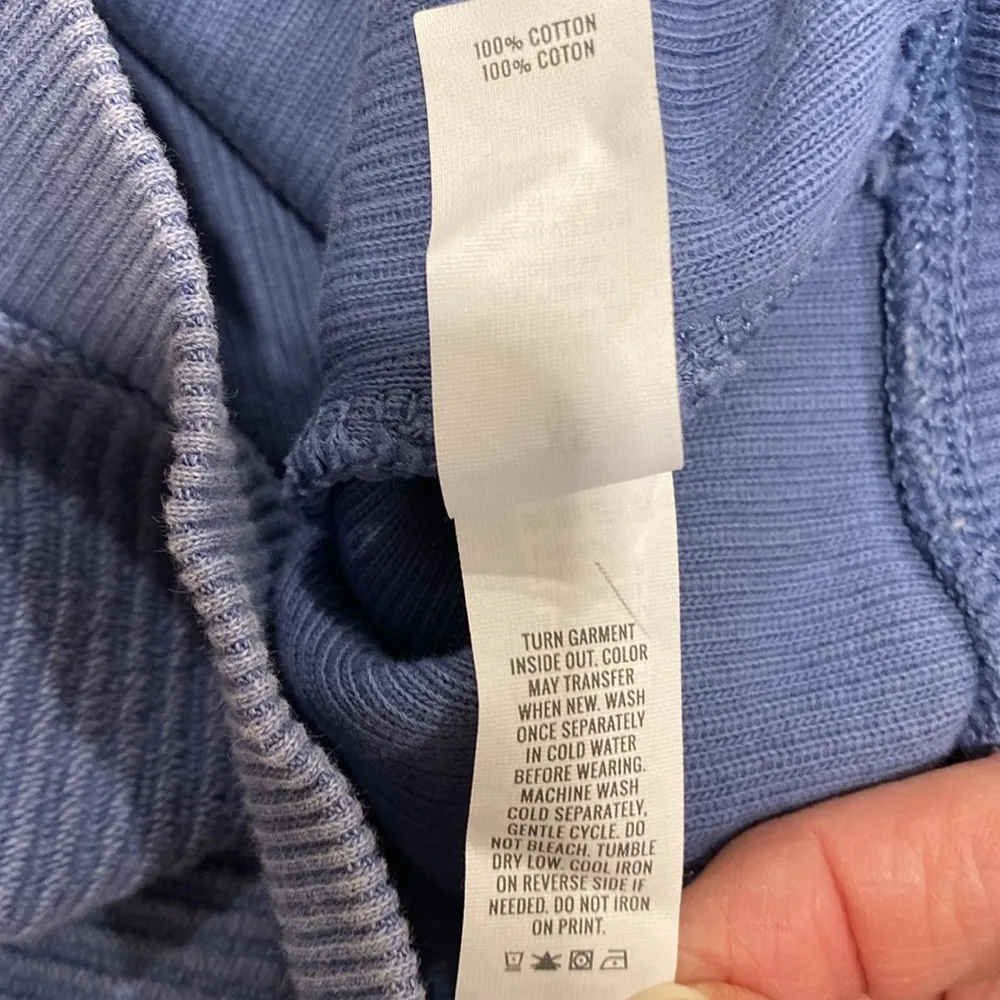 100% COTTON
100% COTON
TURN GARMENT
INSIDE OUT. COLOR
MAY TRANSFER
WHEN NEW. WASH
ONCE SEPARATELY
IN COLD WATER
BEFORE WEARING.
MACHINE WASH
COLD SEPARATELY,
GENTLE CYCLE. DO
NOT BLEACH. TUMBLE
DRY LOW. COOL IRON
ON REVERSE SIDE IF
NEEDED. DO NOT IRON
ON PRINT.